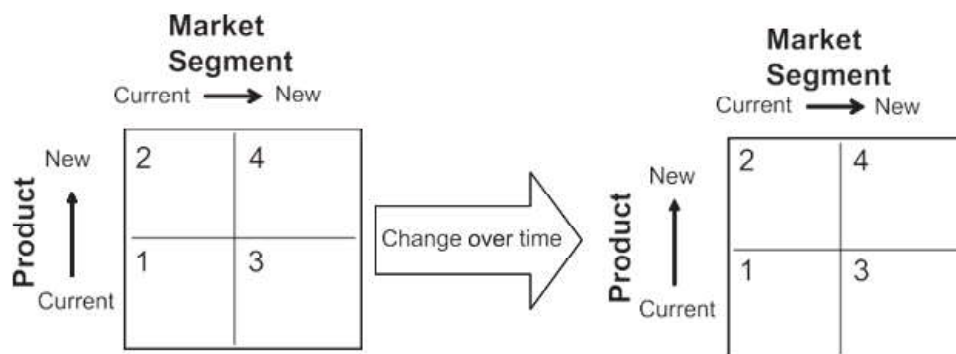 Market
Segment
Current New
New
Product
Current
2 4
1 3
Change over time
Market
Segment
Current New
New
Product
Current
2 4
1 3